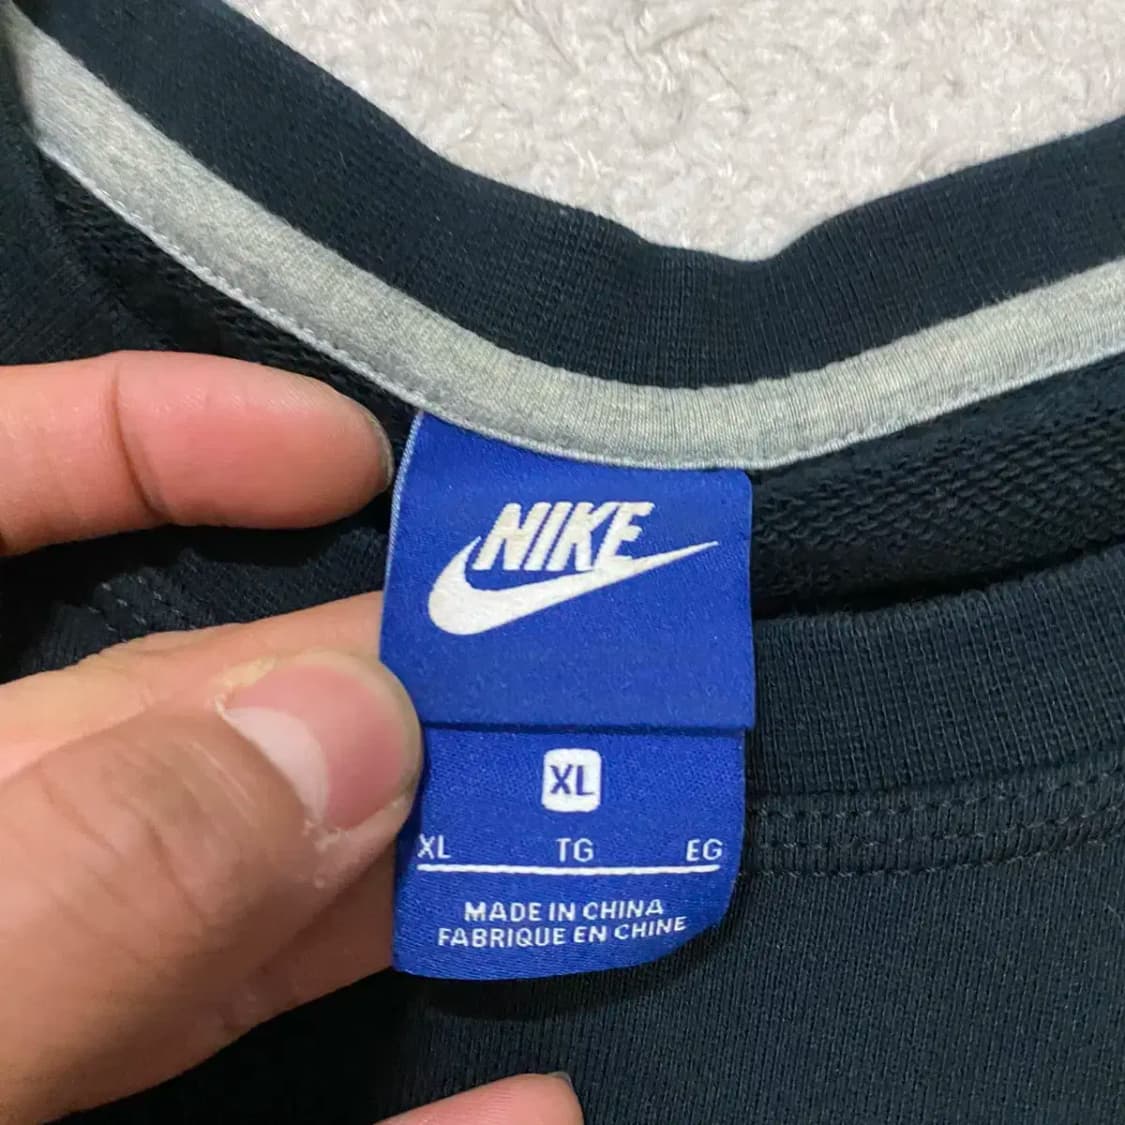 NIKE
XL
XL TG EG
MADE IN CHINA
FABRIQUE EN CHINE